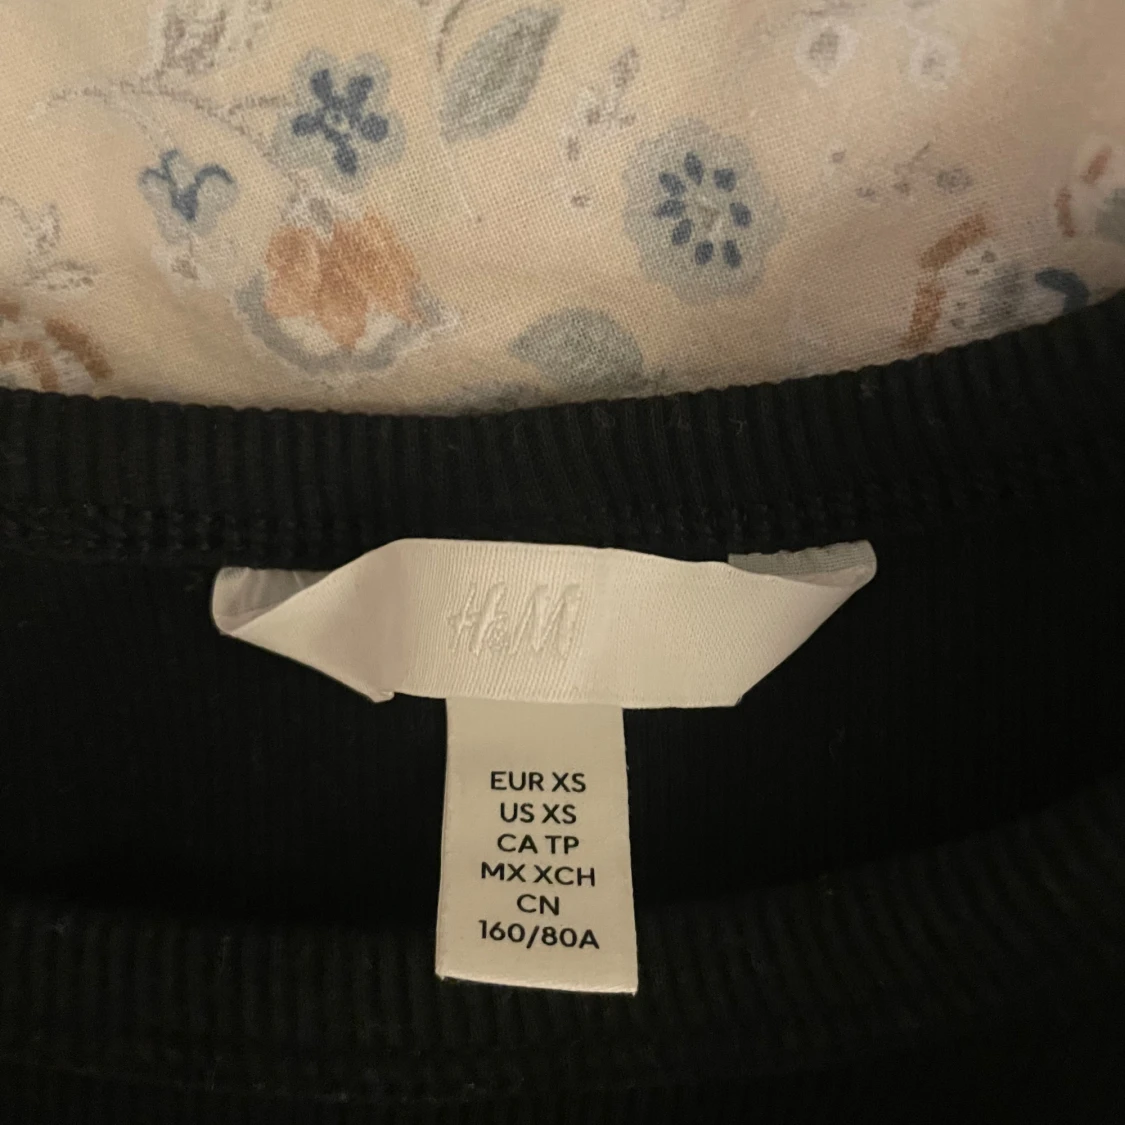 H&M
EUR XS
US XS
CA TP
MX XCH
CN
160/80A